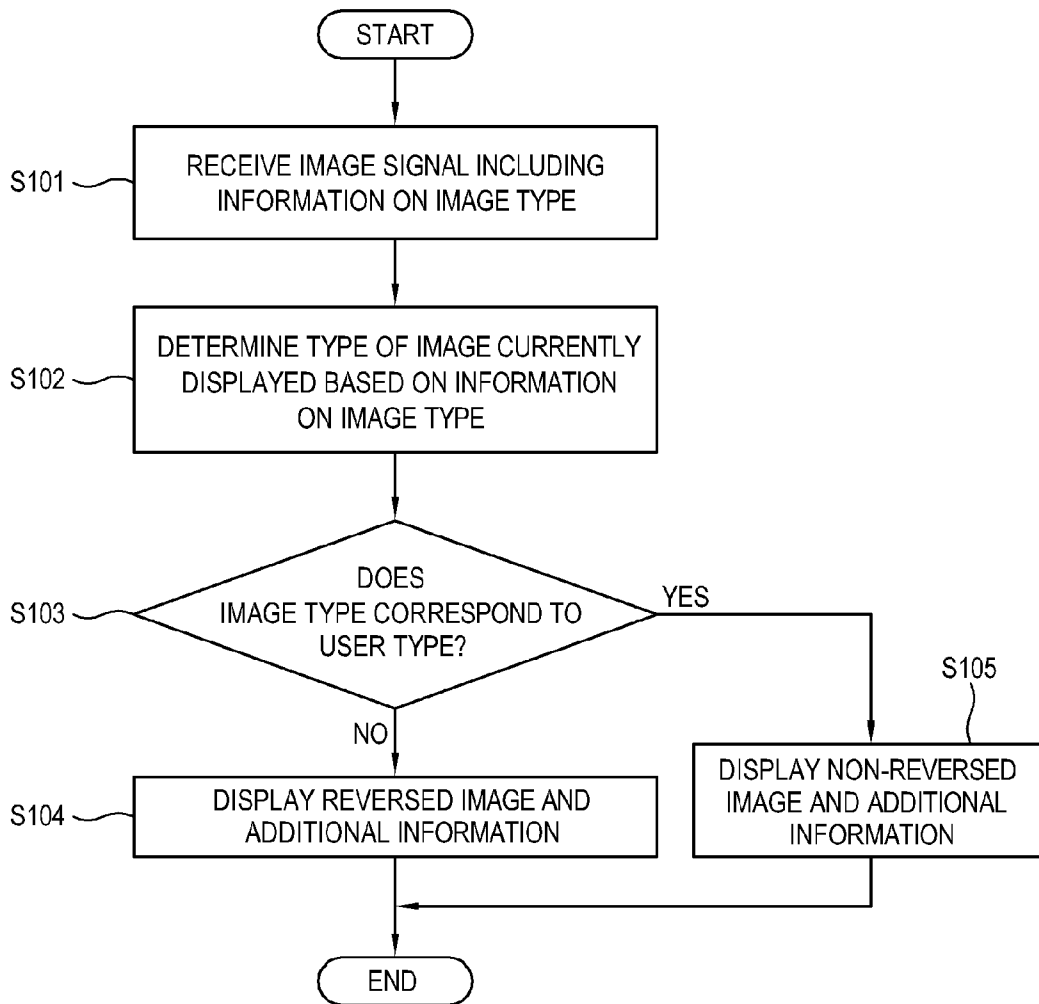 START
S101
RECEIVE IMAGE SIGNAL INCLUDING
INFORMATION ON IMAGE TYPE
S102
DETERMINE TYPE OF IMAGE CURRENTLY
DISPLAYED BASED ON INFORMATION
ON IMAGE TYPE
S103
DOES
IMAGE TYPE CORRESPOND TO
USER TYPE?
YES
NO
S104
DISPLAY REVERSED IMAGE AND
ADDITIONAL INFORMATION
S105
DISPLAY NON-REVERSED
IMAGE AND ADDITIONAL
INFORMATION
END